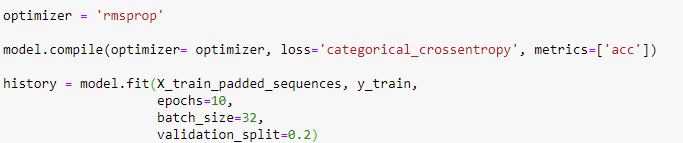 optimizer = 'rmsprop'
model.compile(optimizer= optimizer, loss='categorical_crossentropy', metrics=['acc'])
history = model.fit(X_train_padded_sequences, y_train,
epochs=10,
batch_size=32,
validation_split=0.2)